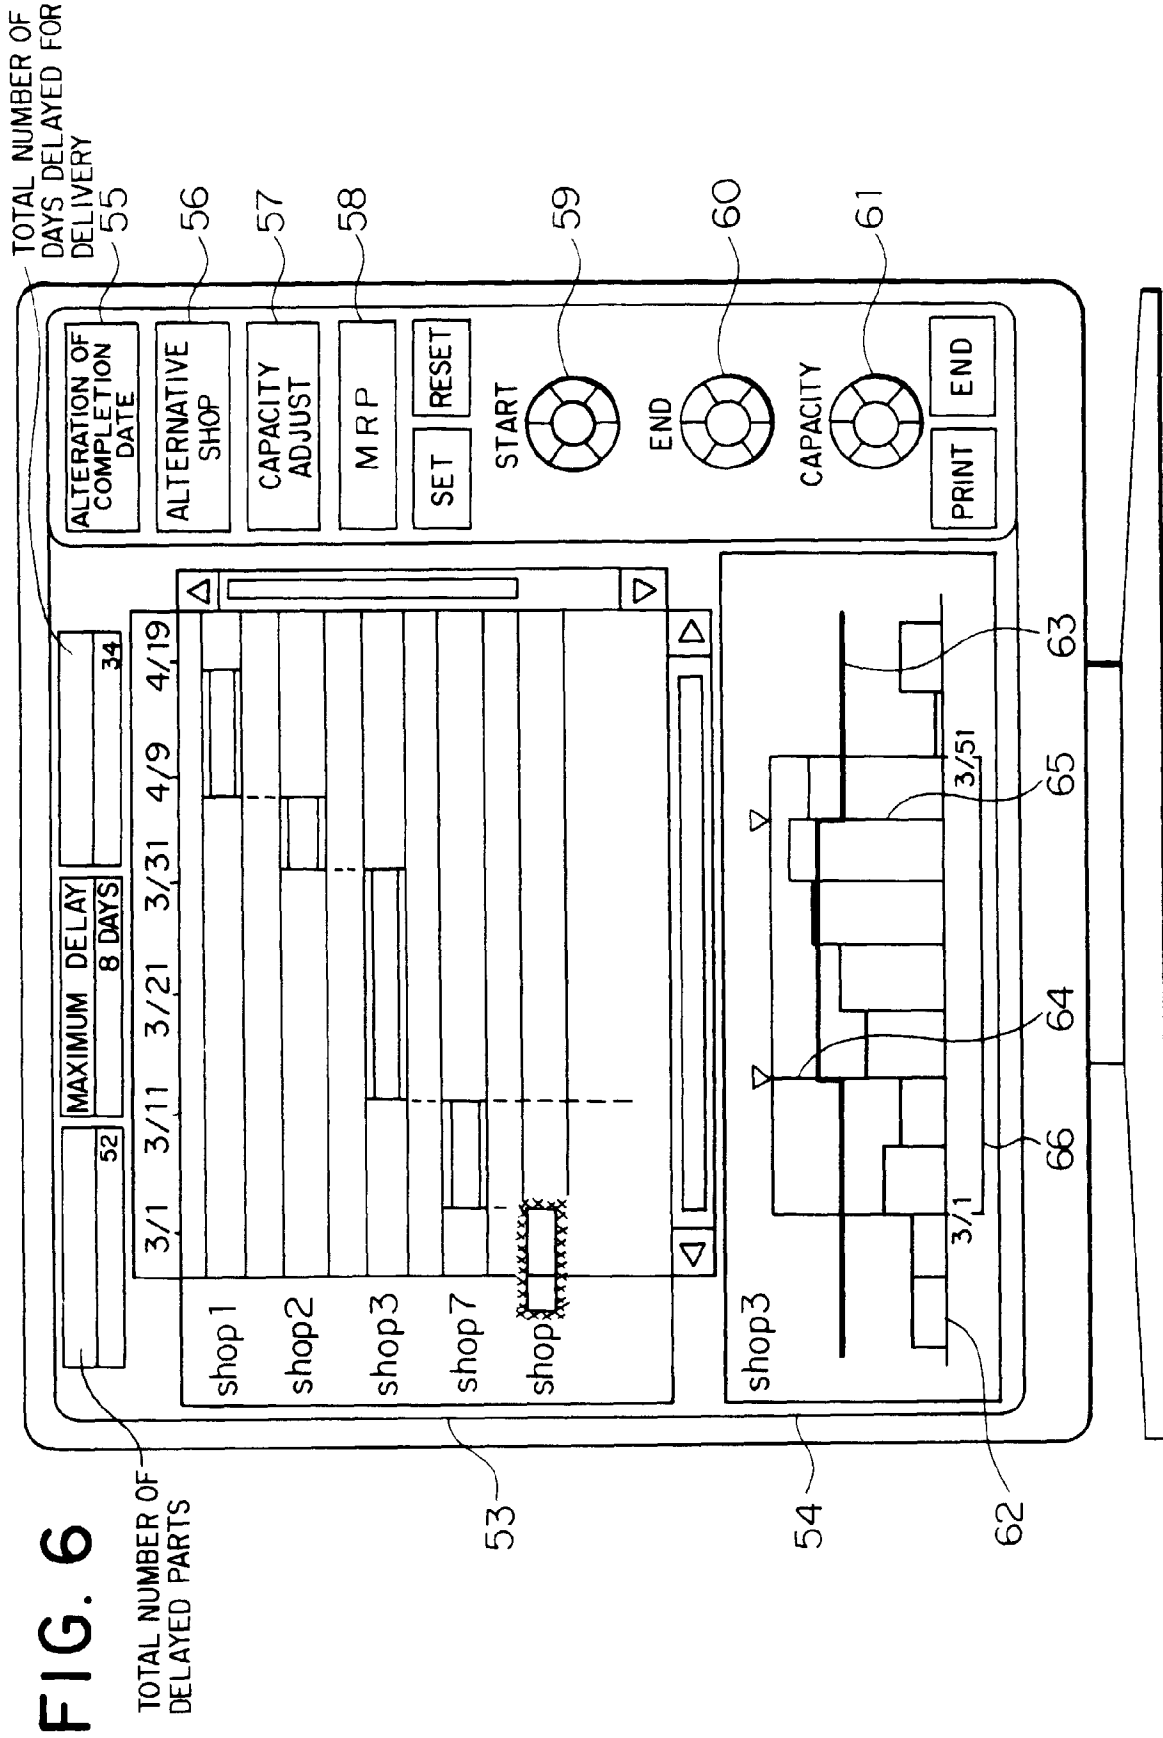 FIG. 6
TOTAL NUMBER OF
DELAYED PARTS
TOTAL NUMBER OF
DAYS DELAYED FOR
DELIVERY
52
MAXIMUM DELAY
8 DAYS
34
3/1 3/11 3/21 3/31 4/9 4/19
shop1
shop2
shop3
shop7
shop
ALTERATION OF
COMPLETION
DATE
55
ALTERNATIVE
SHOP
56
CAPACITY
ADJUST
57
MRP
58
SET RESET
START
59
END
60
CAPACITY
61
PRINT END
53
54
shop3
3/1 3/51
62
66
64
65
63